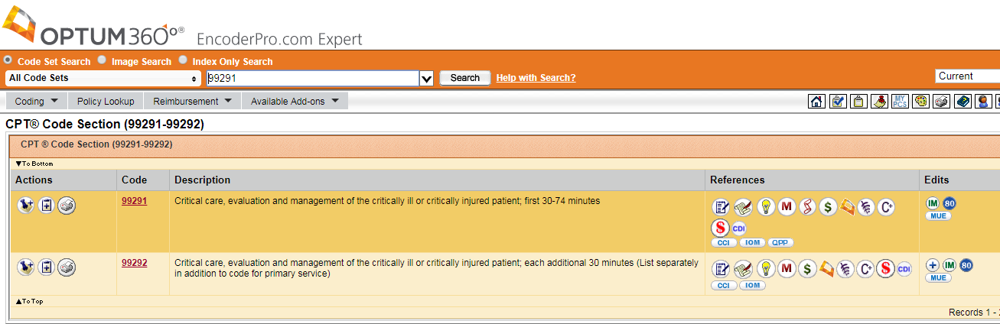 OPTUM360°® EncoderPro.com Expert
Code Set Search Image Search Index Only Search
All Code Sets 99291 Search Help with Search? Current
Coding Policy Lookup Reimbursement Available Add-ons MY PCS
CPT® Code Section (99291-99292)
CPT ® Code Section (99291-99292)
▼To Bottom
Actions Code Description References Edits
99291 Critical care, evaluation and management of the critically ill or critically injured patient; first 30-74 minutes M $ C+ IM 80
S CDI MUE
CCI IOM QPP
99292 Critical care, evaluation and management of the critically ill or critically injured patient; each additional 30 minutes (List separately M $ C+ S CDI + IM 80
in addition to code for primary service)
CCI IOM MUE
▲To Top
Records 1 -